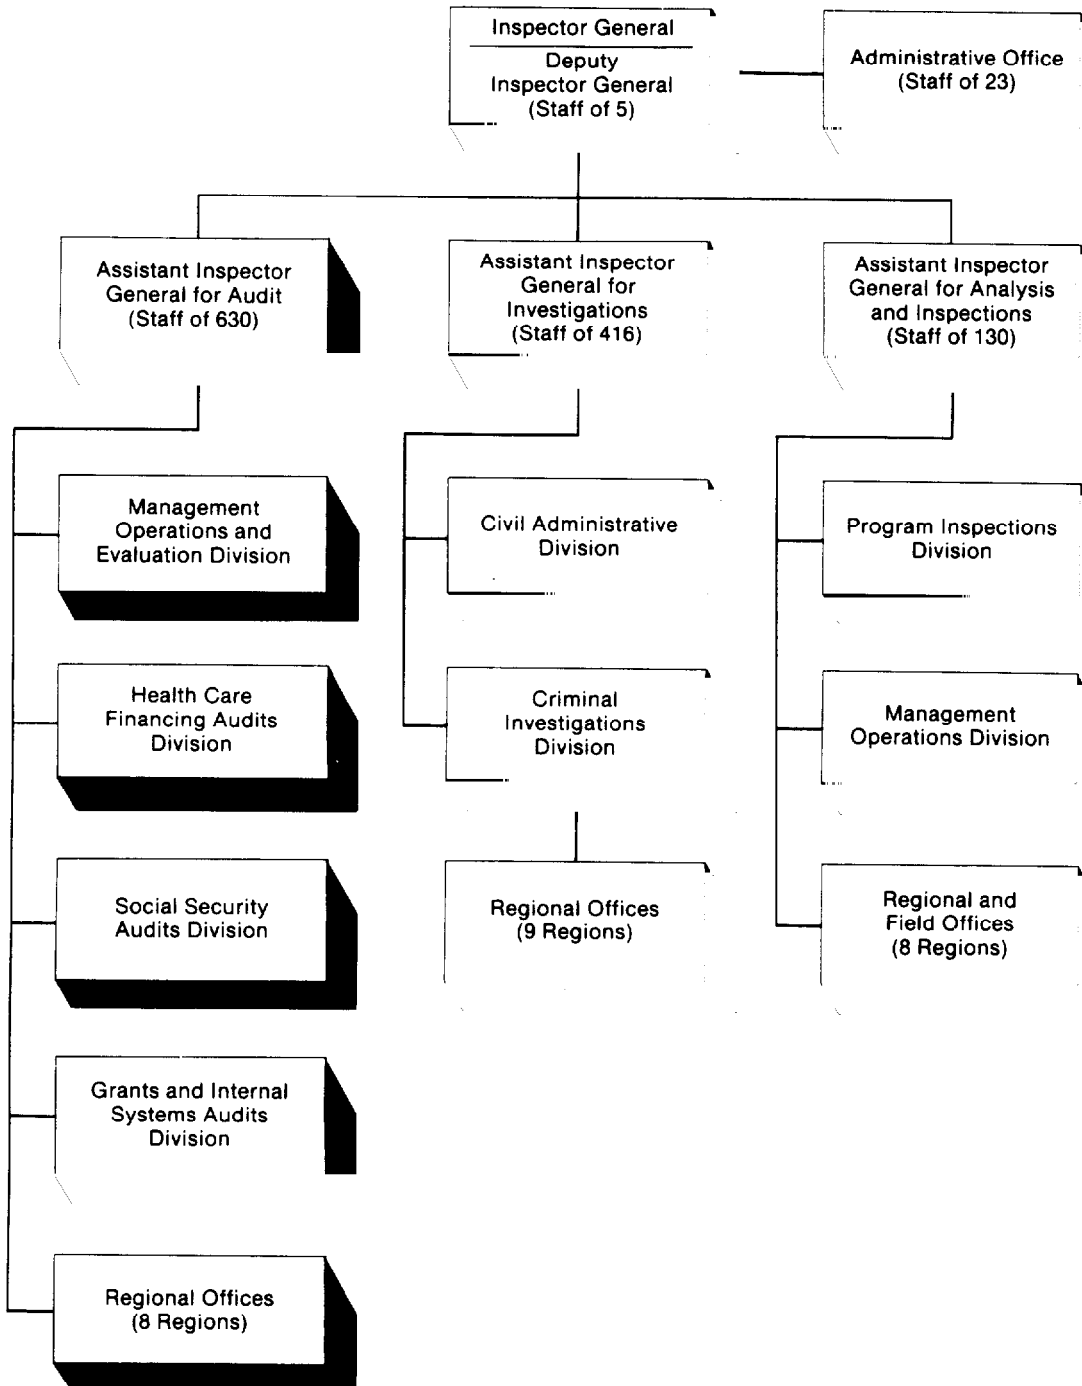 Inspector General
Deputy
Inspector General
(Staff of 5)
Administrative Office
(Staff of 23)
Assistant Inspector
General for Audit
(Staff of 630)
Assistant Inspector
General for
Investigations
(Staff of 416)
Assistant Inspector
General for Analysis
and Inspections
(Staff of 130)
Management
Operations and
Evaluation Division
Civil Administrative
Division
Program Inspections
Division
Health Care
Financing Audits
Division
Criminal
Investigations
Division
Management
Operations Division
Social Security
Audits Division
Regional Offices
(9 Regions)
Regional and
Field Offices
(8 Regions)
Grants and Internal
Systems Audits
Division
Regional Offices
(8 Regions)